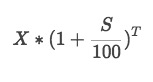 X ∗ (1 + S/100)^T